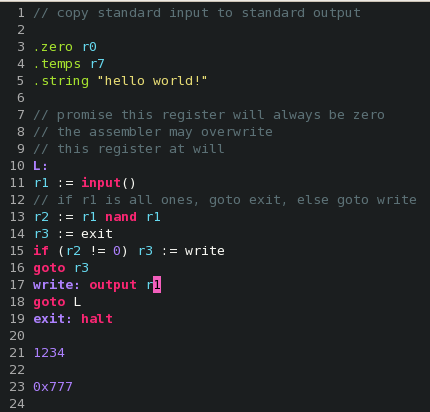 1 // copy standard input to standard output
2
3 .zero r0
4 .temps r7
5 .string "hello world!"
6
7 // promise this register will always be zero
8 // the assembler may overwrite
9 // this register at will
10 L:
11 r1 := input()
12 // if r1 is all ones, goto exit, else goto write
13 r2 := r1 nand r1
14 r3 := exit
15 if (r2 != 0) r3 := write
16 goto r3
17 write: output r1
18 goto L
19 exit: halt
20
21 1234
22
23 0x777
24